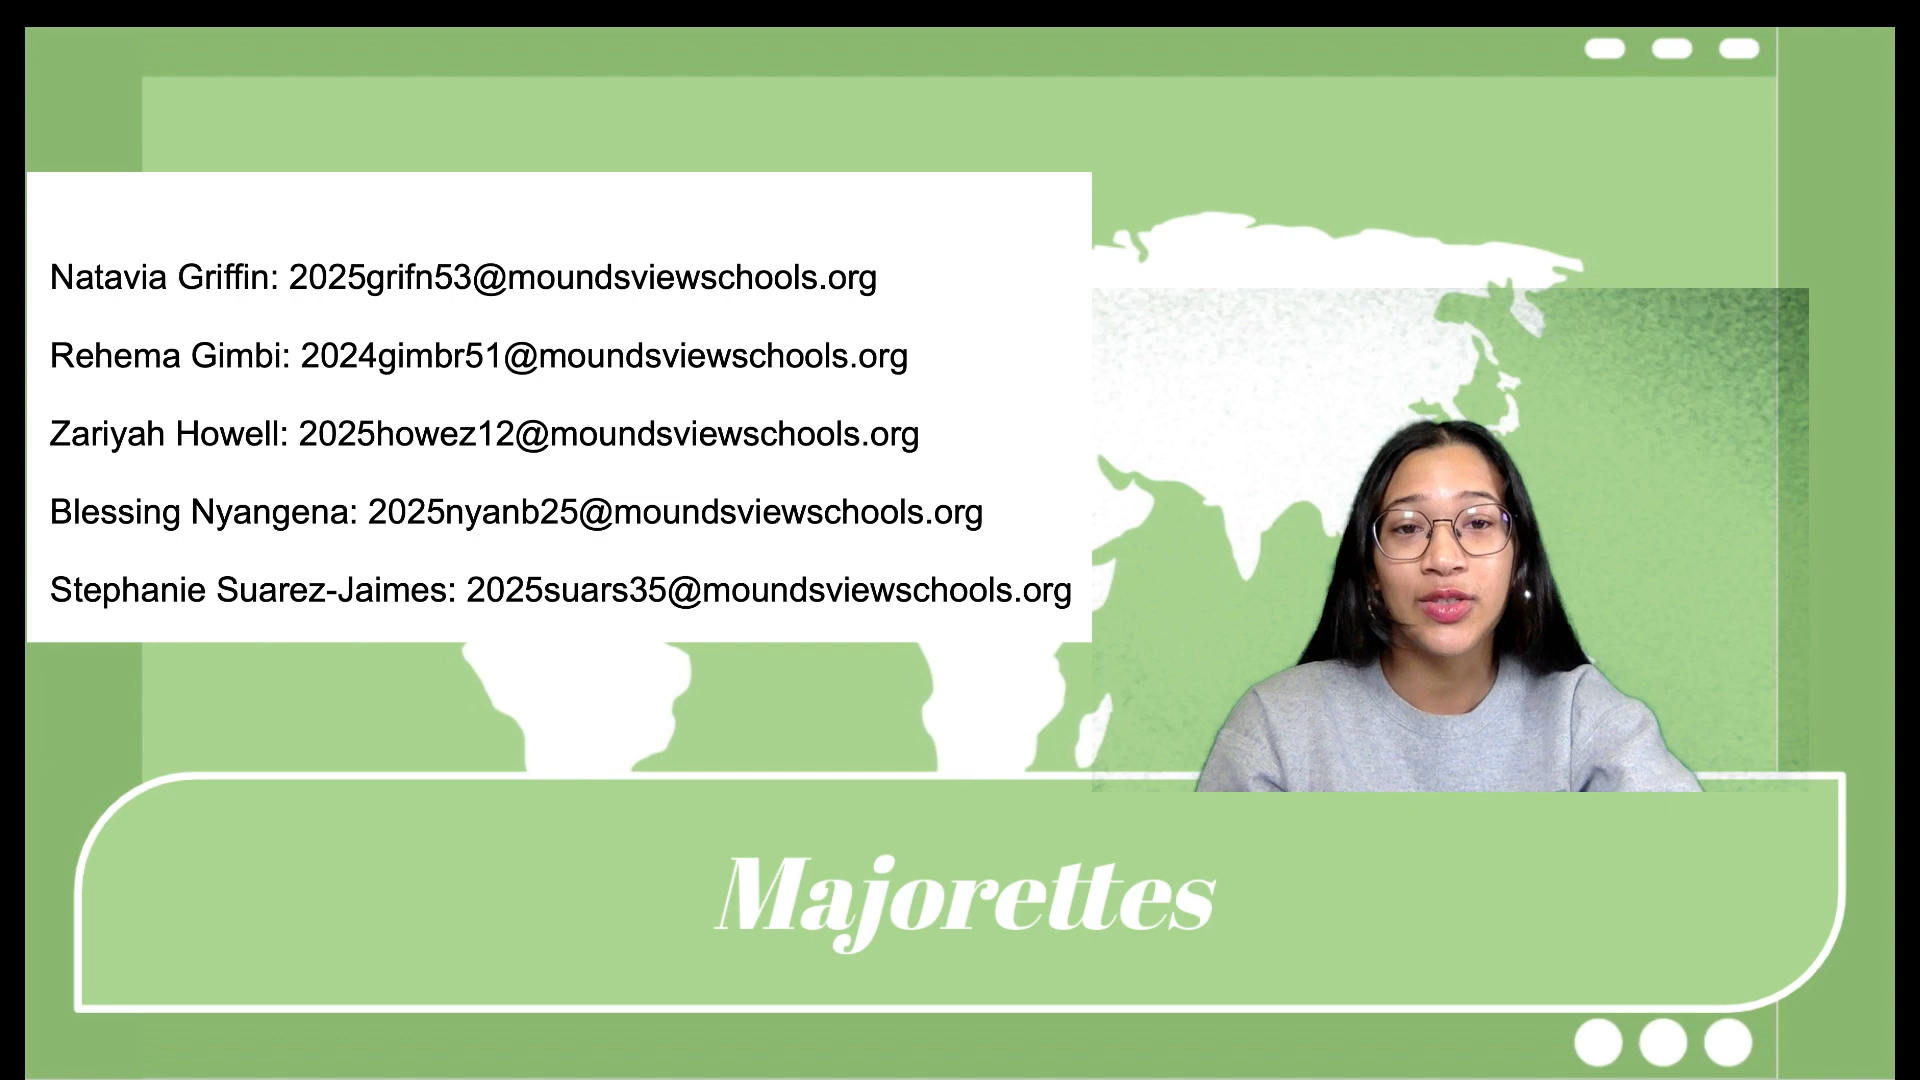 Natavia Griffin: 2025grifn53@moundsviewschools.org
Rehema Gimbi: 2024gimbr51@moundsviewschools.org
Zariyah Howell: 2025howez12@moundsviewschools.org
Blessing Nyangena: 2025nyanb25@moundsviewschools.org
Stephanie Suarez-Jaimes: 2025suars35@moundsviewschools.org
Majorettes